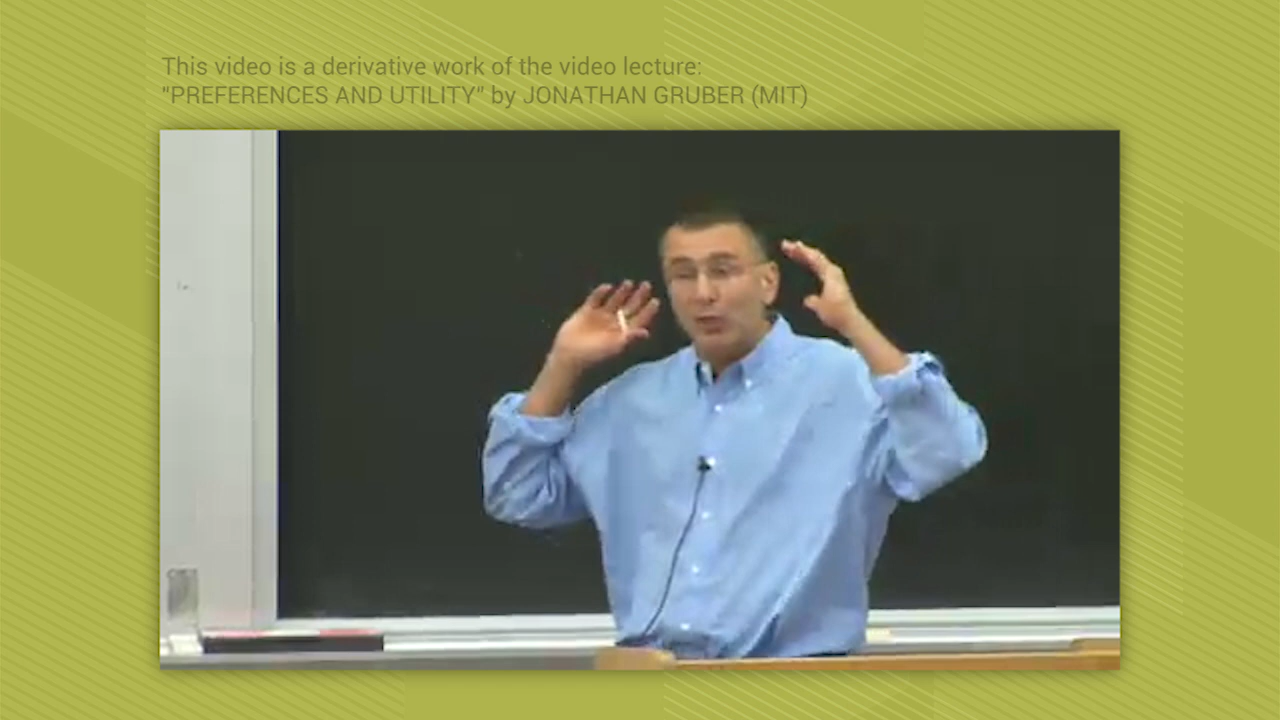 This video is a derivative work of the video lecture:
"PREFERENCES AND UTILITY” by JONATHAN GRUBER (MIT)